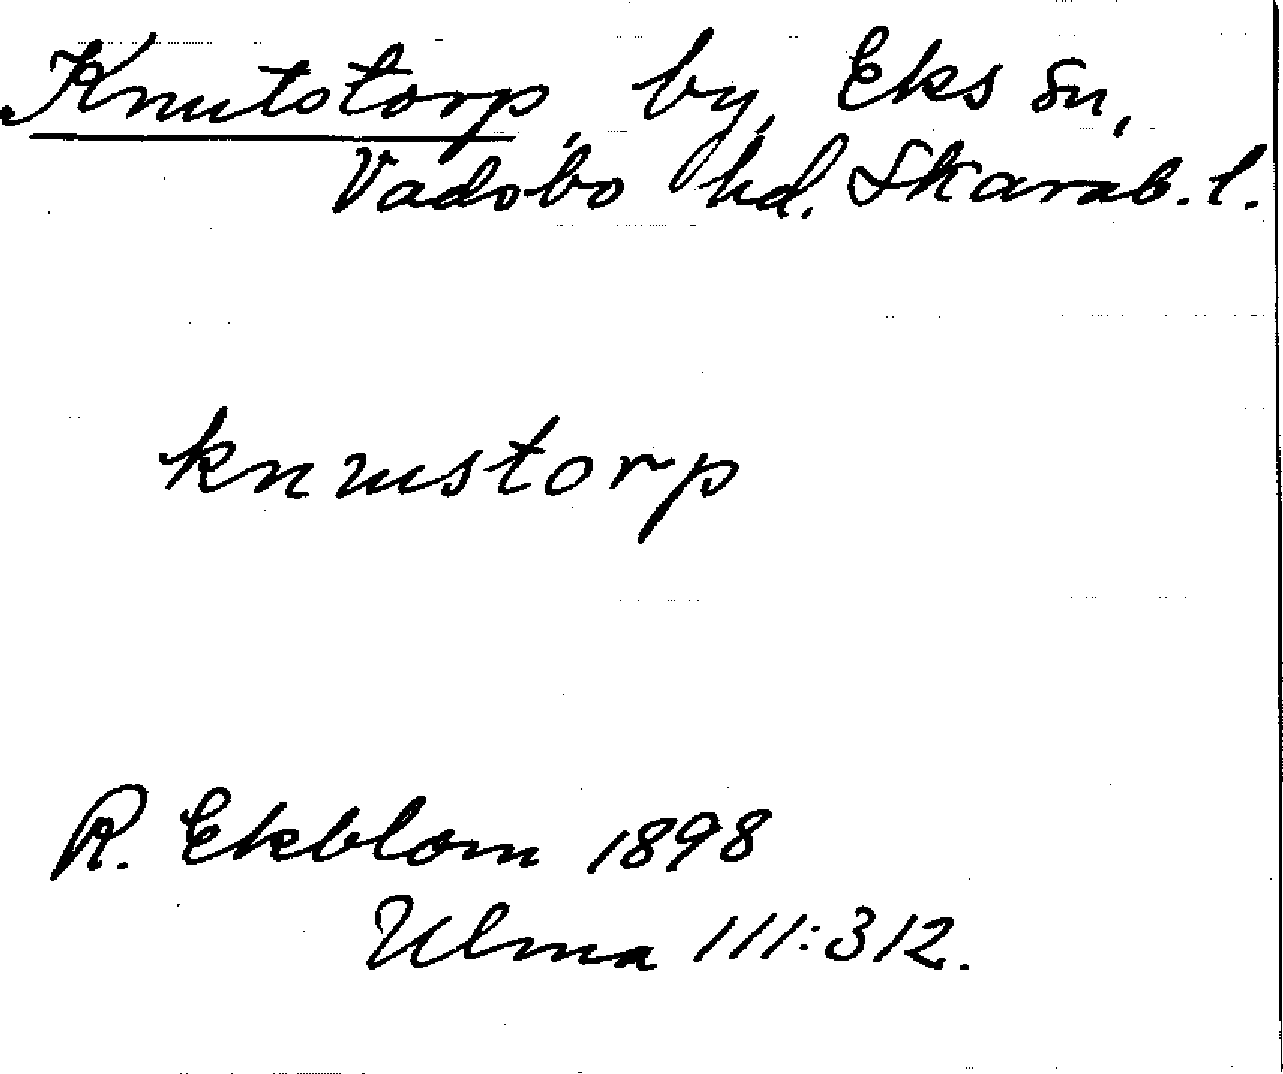 Knutstorp, by, Eks sn,
Vadsbo hd. Skarab. l.
knustorp
R. Ekblom 1898
Ulma 111:312.